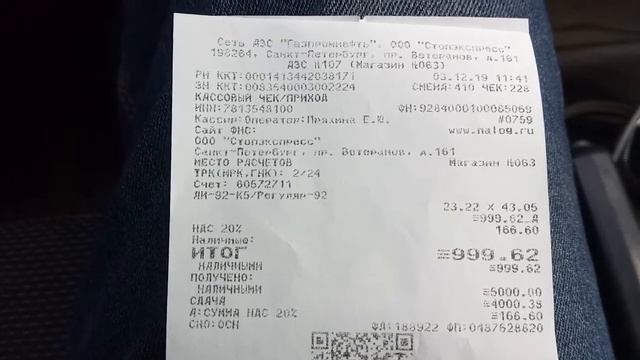 Сеть АЗС "Газпромнефть", ООО "Стопэкспресс"
198264, Санкт-Петербург, пр. Ветеранов, д.161
АЗС №107 (Магазин №063)
РН ККТ:0001413442038171 03.12.19 11:41
ЗН ККТ:0083540003002224 СМЕНА:410 ЧЕК:228
КАССОВЫЙ ЧЕК/ПРИХОД
ИНН:7813548100 ФН:9284000100065069
Кассир:Оператор:Пряхина Е.Ю. #0759
Сайт ФНС: www.nalog.ru
ООО "Стопэкспресс"
Санкт-Петербург, пр. Ветеранов, д.161
МЕСТО РАСЧЕТОВ Магазин №063
ТРК(МРК,ГНК): 2/24
Счет: 60572711
АИ-92-К5/Регуляр-92
23.22 X 43.05
≡999.62_А
НДС 20% 166.60
Наличные:
ИТОГ ≡999.62
НАЛИЧНЫМИ ≡999.62
ПОЛУЧЕНО:
НАЛИЧНЫМИ ≡5000.00
СДАЧА ≡4000.38
А:СУММА НДС 20% ≡166.60
СНО:ОСН ФД:188922 ФП:0487628620